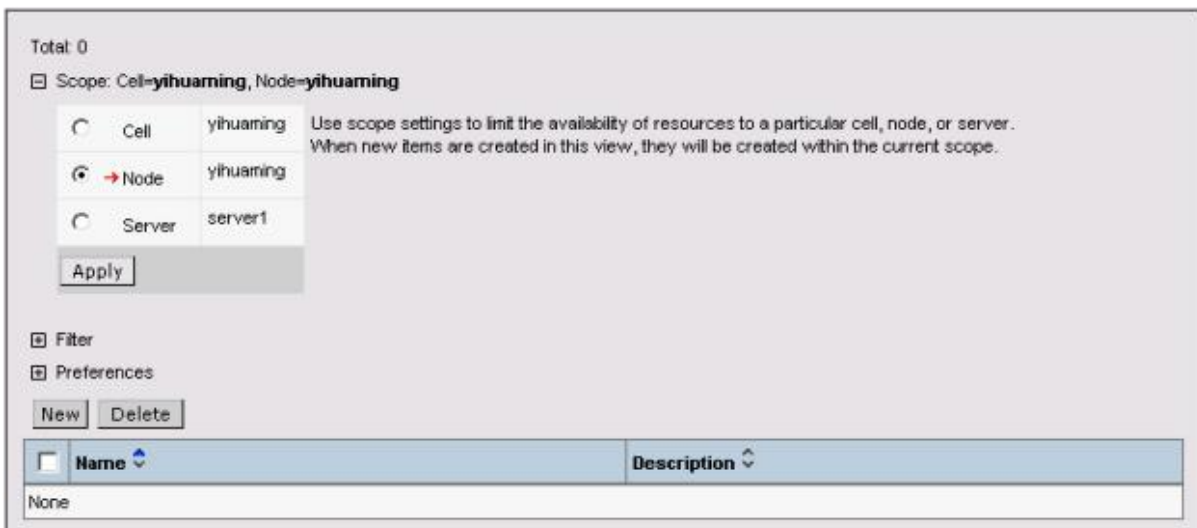 Total: 0
Scope: Cell=yihuaming, Node=yihuaming
Cell yihuaming
Use scope settings to limit the availability of resources to a particular cell, node, or server.
When new items are created in this view, they will be created within the current scope.
Node yihuaming
Server server1
Apply
Filter
Preferences
New Delete
Name Description
None